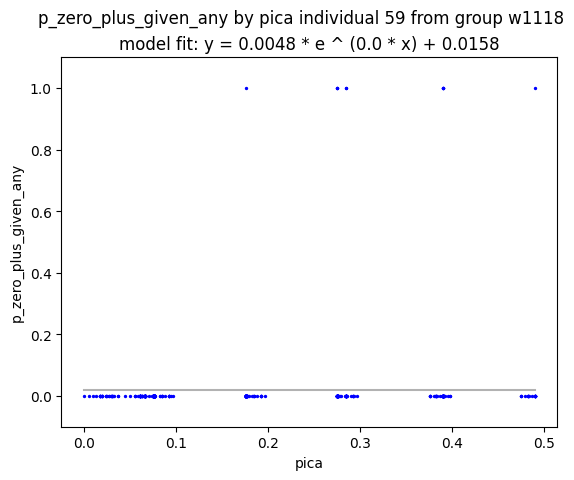 p_zero_plus_given_any by pica individual 59 from group w1118
model fit: y = 0.0048 * e ^ (0.0 * x) + 0.0158
p_zero_plus_given_any
1.0
0.8
0.6
0.4
0.2
0.0
0.0 0.1 0.2 0.3 0.4 0.5
pica